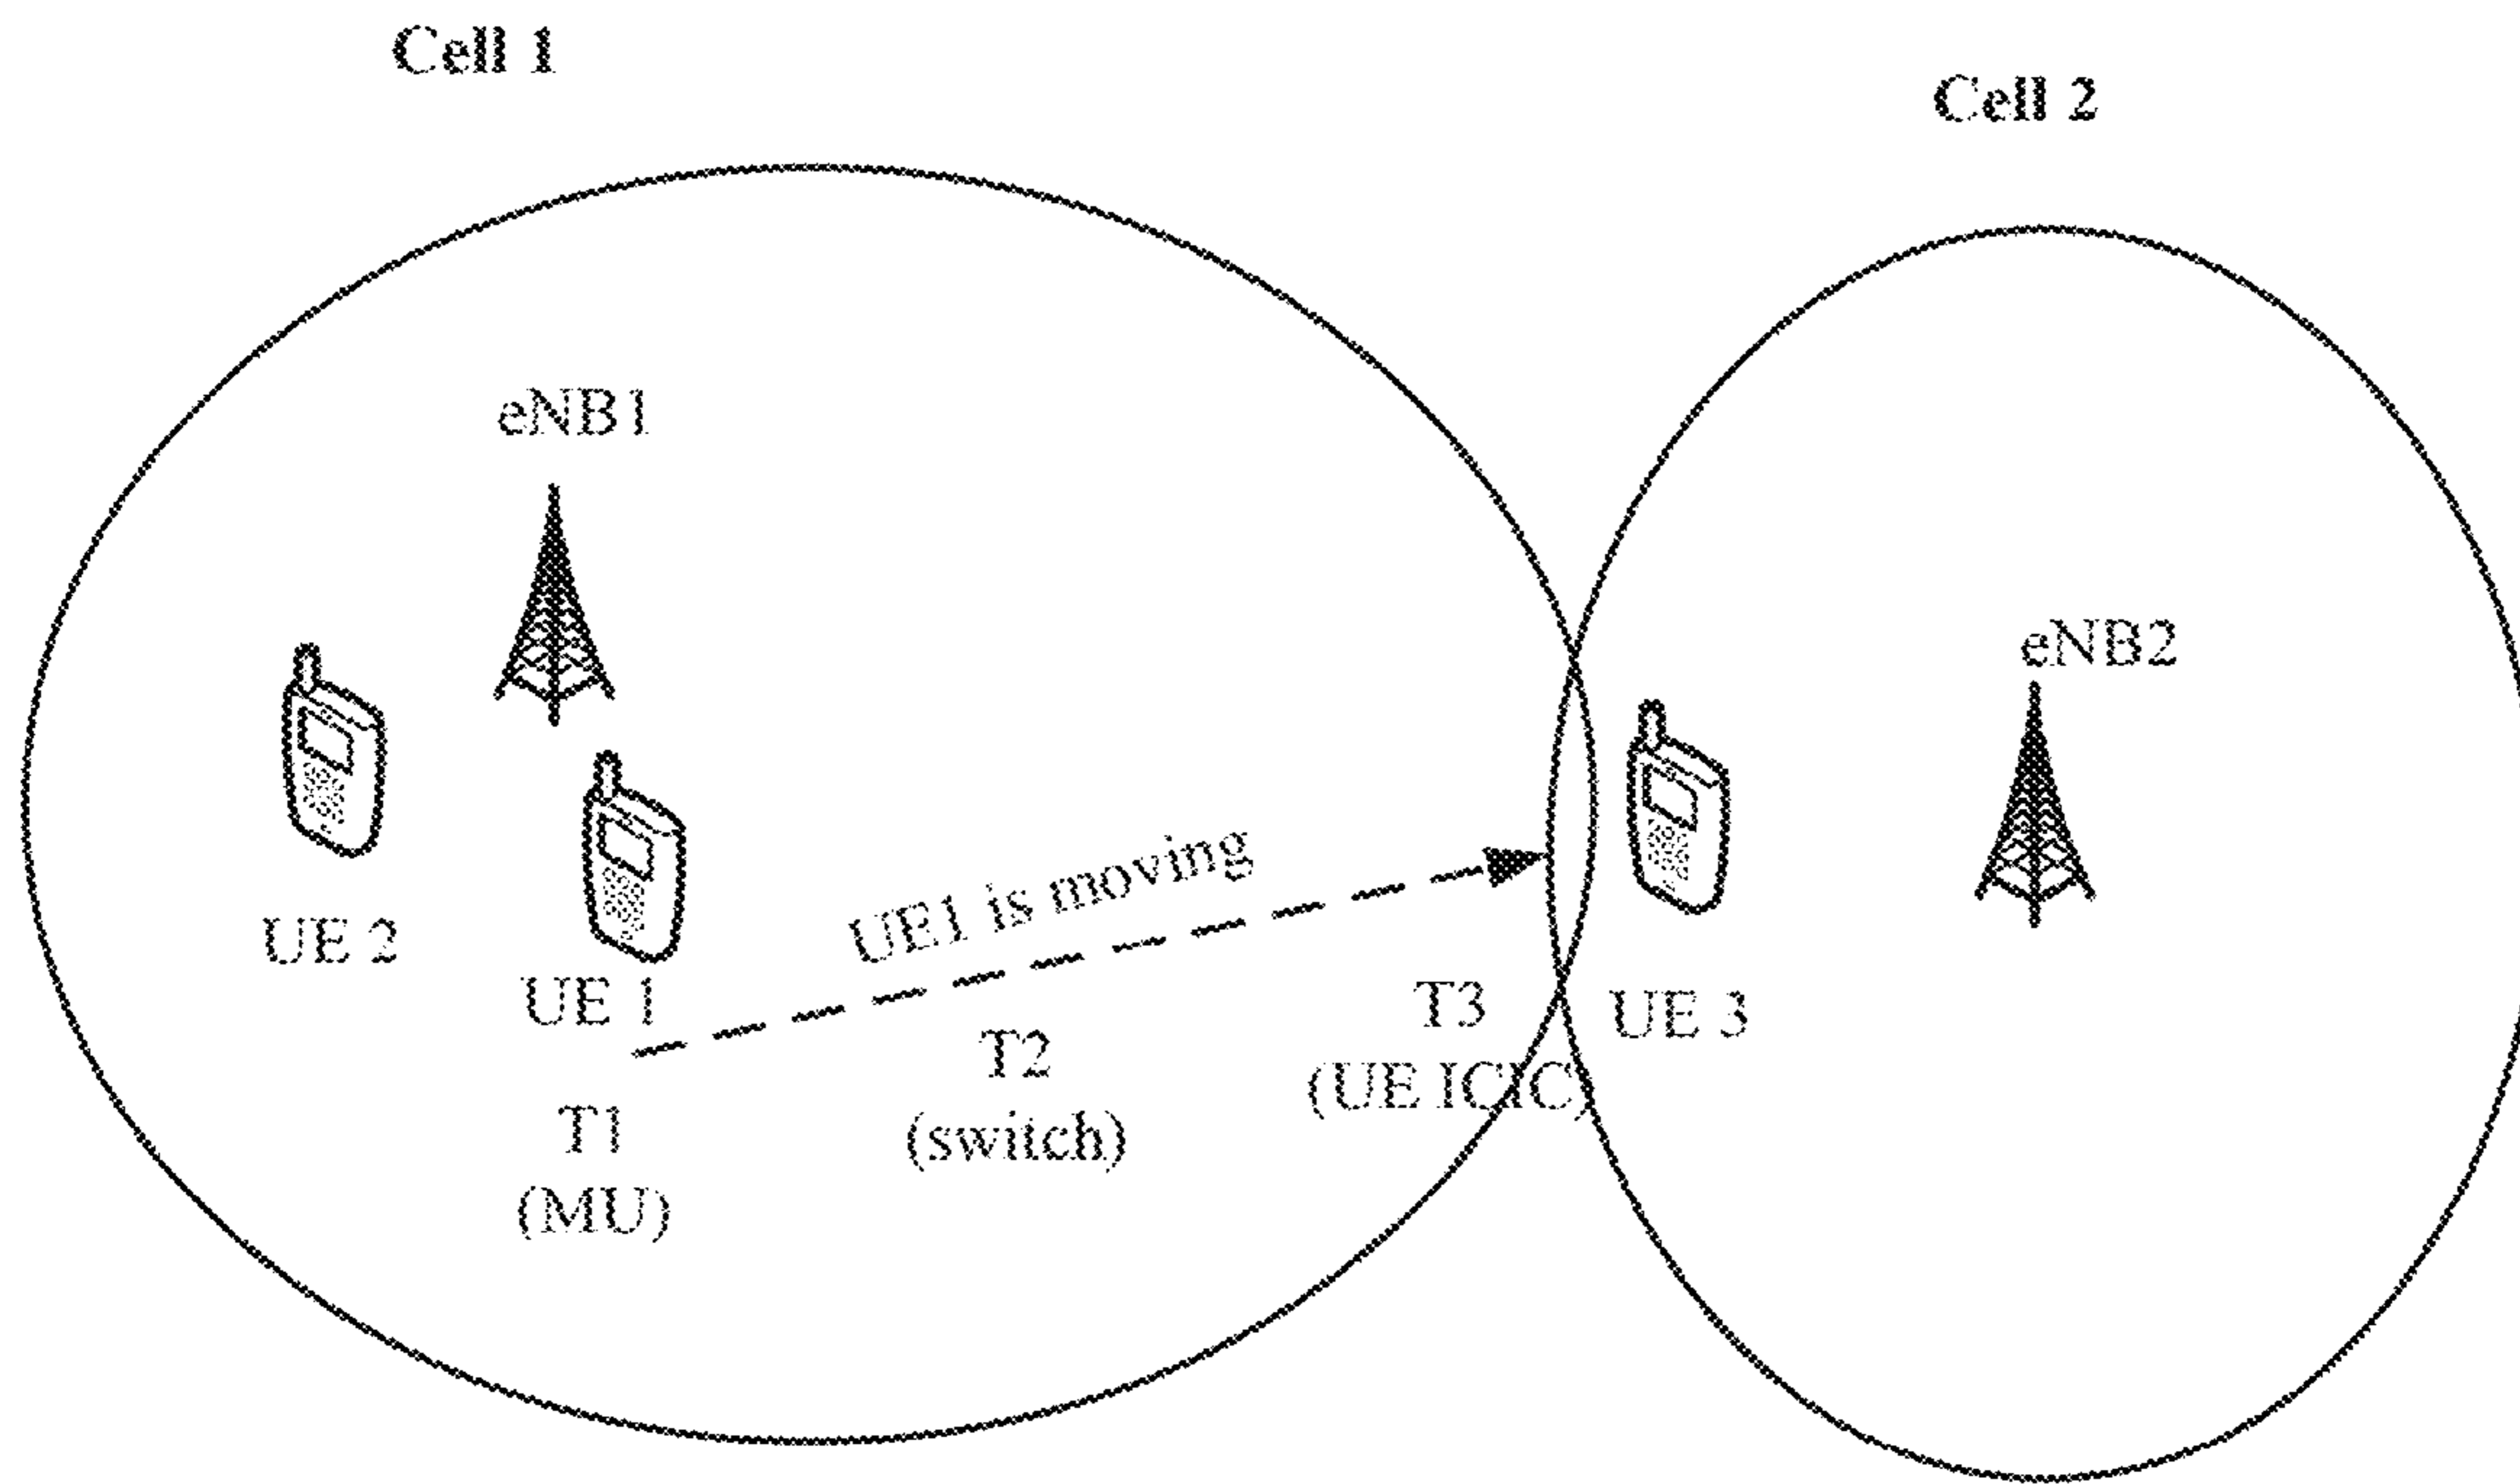 Cell 1
Cell 2
eNB1
eNB2
UE 2
UE 1
UE1 is moving
UE 3
T1
(MU)
T2
(switch)
T3
(UE ICIC)